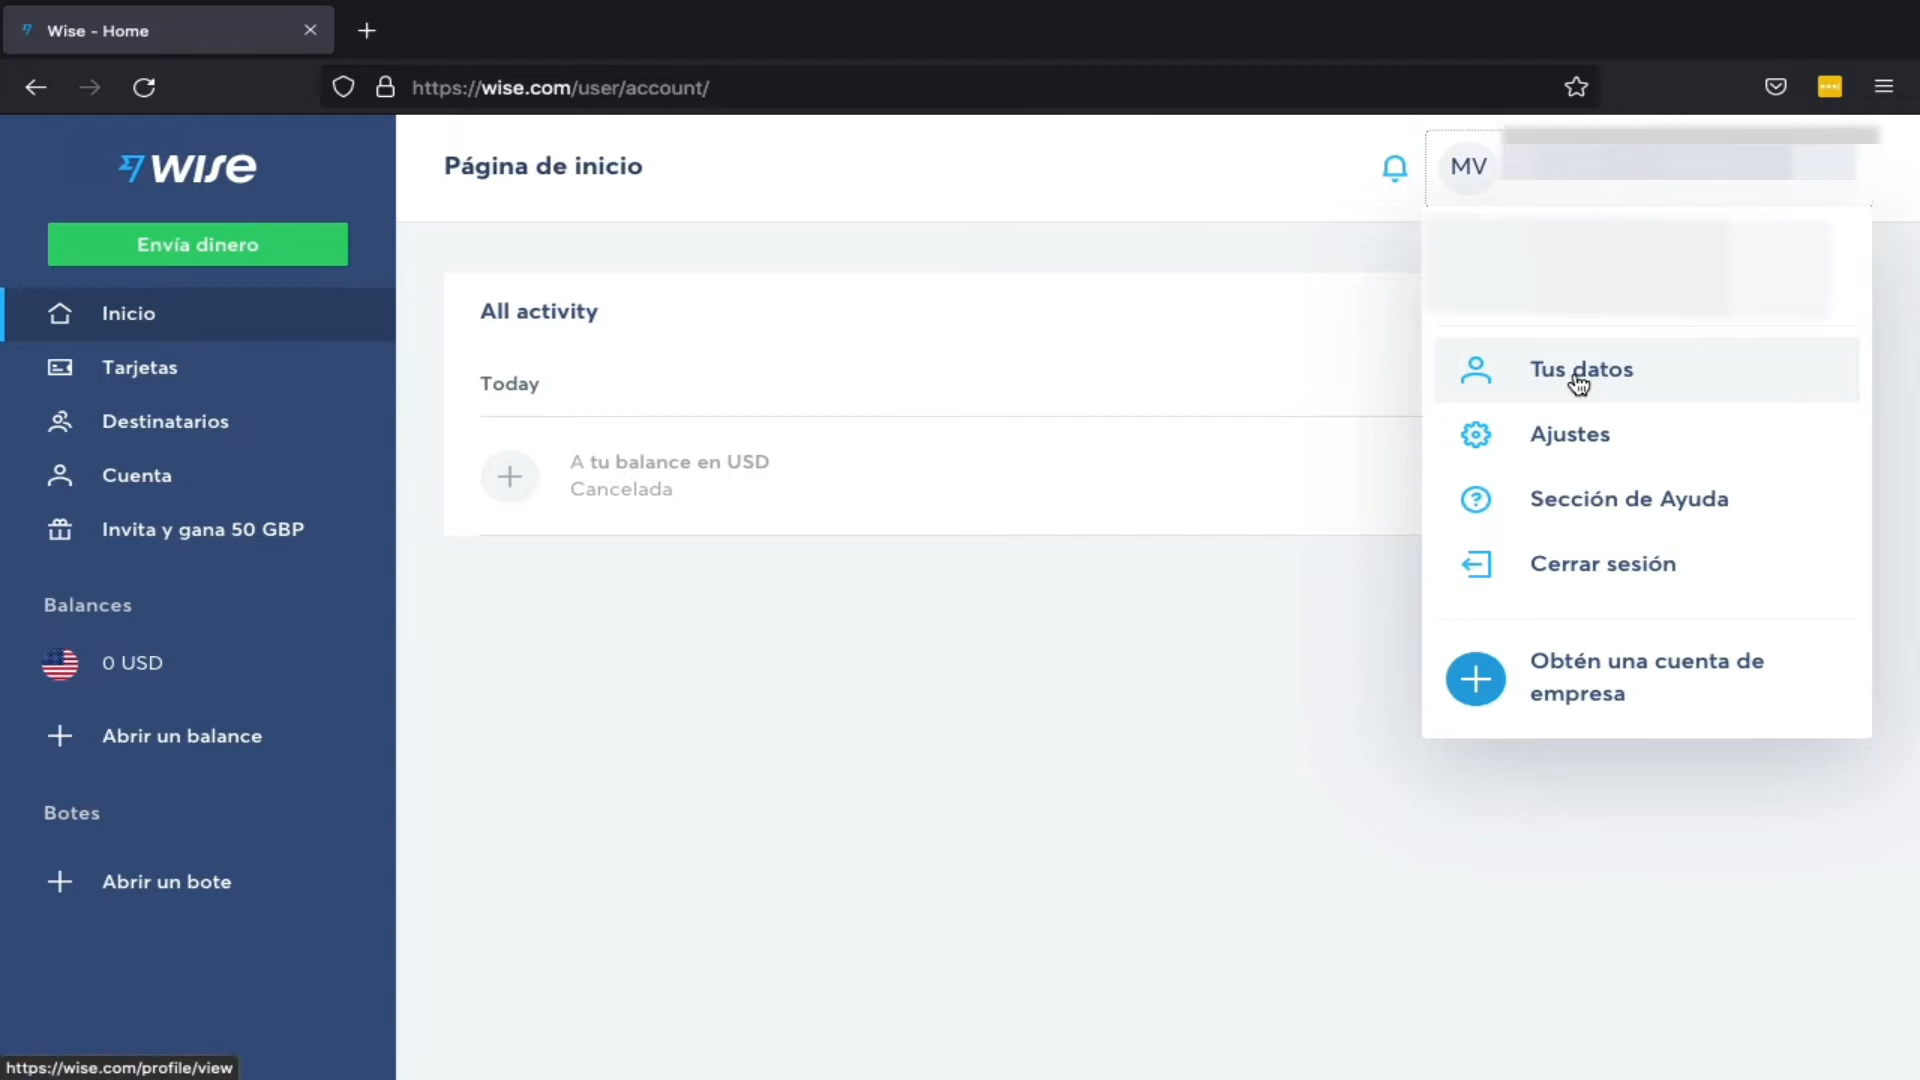 Wise - Home
https://wise.com/user/account/
wise
Envía dinero
Inicio
Tarjetas
Destinatarios
Cuenta
Invita y gana 50 GBP
Balances
0 USD
Abrir un balance
Botes
Abrir un bote
https://wise.com/profile/view
Página de inicio
MV
All activity
Today
A tu balance en USD
Cancelada
Tus datos
Ajustes
Sección de Ayuda
Cerrar sesión
Obtén una cuenta de
empresa